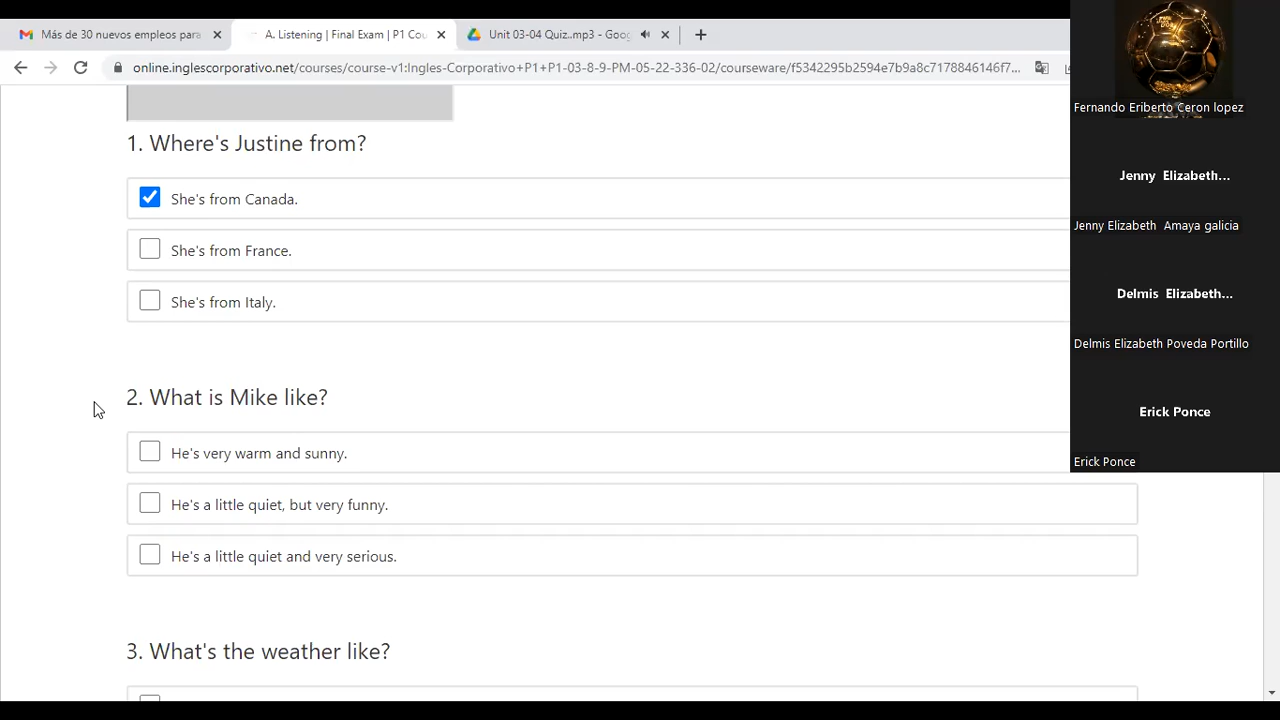 Más de 30 nuevos empleos para
A. Listening | Final Exam | P1 Cou
Unit 03-04 Quiz..mp3 - Goog
online.inglescorporativo.net/courses/course-v1:Ingles-Corporativo+P1+P1-03-8-9-PM-05-22-336-02/courseware/f5342295b2594e7b9a8c7178846146f7...
1. Where's Justine from?
She's from Canada.
She's from France.
She's from Italy.
2. What is Mike like?
He's very warm and sunny.
He's a little quiet, but very funny.
He's a little quiet and very serious.
3. What's the weather like?
Fernando Eriberto Ceron lopez
Jenny Elizabeth...
Jenny Elizabeth Amaya galicia
Delmis Elizabeth...
Delmis Elizabeth Poveda Portillo
Erick Ponce
Erick Ponce